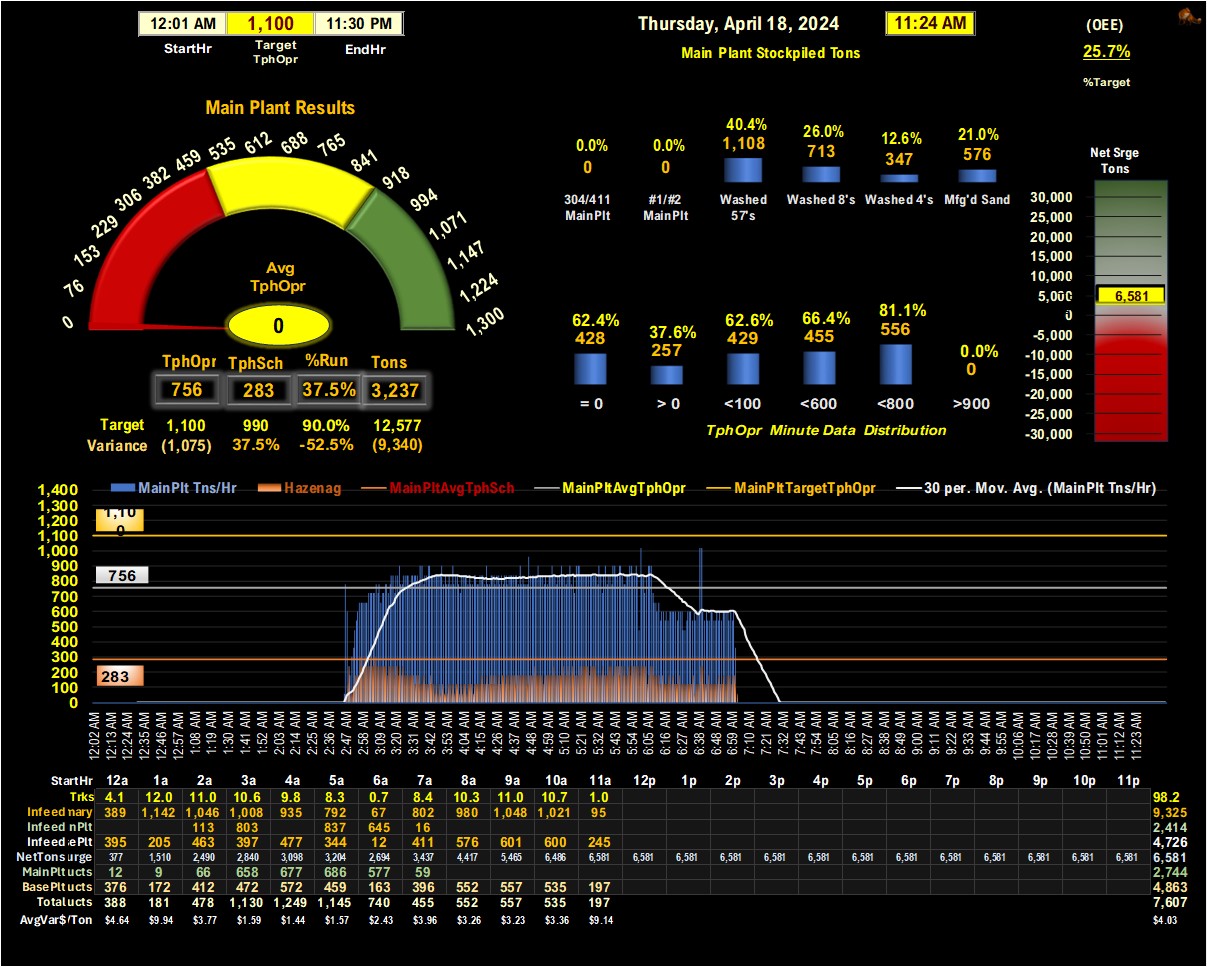 12:01 AM 1,100 11:30 PM
StartHr Target TphOpr EndHr
Thursday, April 18, 2024 11:24 AM
(OEE)
Main Plant Stockpiled Tons
25.7%
%Target
Main Plant Results
0 76 153 229 306 382 459 535 612 688 765 841 918 994 1,071 1,147 1,224 1,300
Avg
TphOpr
0
TphOpr TphSch %Run Tons
756 283 37.5% 3,237
Target 1,100 990 90.0% 12,577
Variance (1,075) 37.5% -52.5% (9,340)
0.0% 0.0% 40.4% 26.0% 12.6% 21.0%
0 0 1,108 713 347 576
304/411 #1/#2 Washed Washed 8's Washed 4's Mfg'd Sand
MainPlt MainPlt 57's
62.4% 37.6% 62.6% 66.4% 81.1% 0.0%
428 257 429 455 556 0
= 0 > 0 <100 <600 <800 >900
TphOpr Minute Data Distribution
Net Srge
Tons
30,000
25,000
20,000
15,000
10,000
5,000
6,581
0
-5,000
-10,000
-15,000
-20,000
-25,000
-30,000
MainPlt Tns/Hr Hazenag MainPltAvgTphSch MainPltAvgTphOpr MainPltTargetTphOpr 30 per. Mov. Avg. (MainPlt Tns/Hr)
1,400
1,300
1,200
1,100
1,000
900
800
700
600
500
400
300
200
100
0
1,100
756
283
12:02 AM 12:13 AM 12:24 AM 12:35 AM 12:46 AM 12:57 AM 1:08 AM 1:19 AM 1:30 AM 1:41 AM 1:52 AM 2:03 AM 2:14 AM 2:25 AM 2:36 AM 2:47 AM 2:58 AM 3:09 AM 3:20 AM 3:31 AM 3:42 AM 3:53 AM 4:04 AM 4:15 AM 4:26 AM 4:37 AM 4:48 AM 4:59 AM 5:10 AM 5:21 AM 5:32 AM 5:43 AM 5:54 AM 6:05 AM 6:16 AM 6:27 AM 6:38 AM 6:49 AM 6:59 AM 7:10 AM 7:21 AM 7:32 AM 7:43 AM 7:54 AM 8:05 AM 8:16 AM 8:27 AM 8:38 AM 8:49 AM 9:00 AM 9:11 AM 9:22 AM 9:33 AM 9:44 AM 9:55 AM 10:06 AM 10:17 AM 10:28 AM 10:39 AM 10:50 AM 11:01 AM 11:12 AM 11:23 AM
StartHr 12a 1a 2a 3a 4a 5a 6a 7a 8a 9a 10a 11a 12p 1p 2p 3p 4p 5p 6p 7p 8p 9p 10p 11p
Trks 4.1 12.0 11.0 10.6 9.8 8.3 0.7 8.4 10.3 11.0 10.7 1.0 98.2
Infeed mary 389 1,142 1,046 1,008 935 792 67 802 980 1,048 1,021 95 9,325
Infeed nPlt 113 803 837 645 16 2,414
Infeed ePlt 395 205 463 397 477 344 12 411 576 601 600 245 4,726
NetTons urge 377 1,510 2,490 2,840 3,098 3,204 2,694 3,437 4,417 5,465 6,486 6,581 6,581 6,581 6,581 6,581 6,581 6,581 6,581 6,581 6,581 6,581 6,581 6,581 6,581
MainPlt ucts 12 9 66 658 677 686 577 59 2,744
BasePlt ucts 376 172 412 472 572 459 163 396 552 557 535 197 4,863
Total ucts 388 181 478 1,130 1,249 1,145 740 455 552 557 535 197 7,607
AvgVar$/Ton $4.64 $9.94 $3.77 $1.59 $1.44 $1.57 $2.43 $3.96 $3.26 $3.23 $3.36 $9.14 $4.03